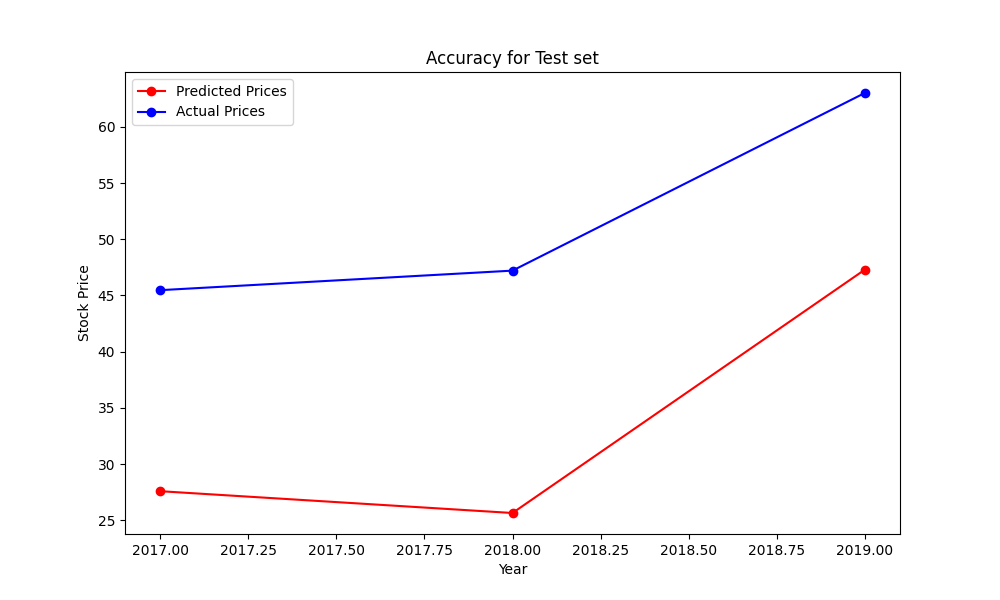 Accuracy for Test set
Predicted Prices
Actual Prices
Stock Price
60
55
50
45
40
35
30
25
2017.00 2017.25 2017.50 2017.75 2018.00 2018.25 2018.50 2018.75 2019.00
Year